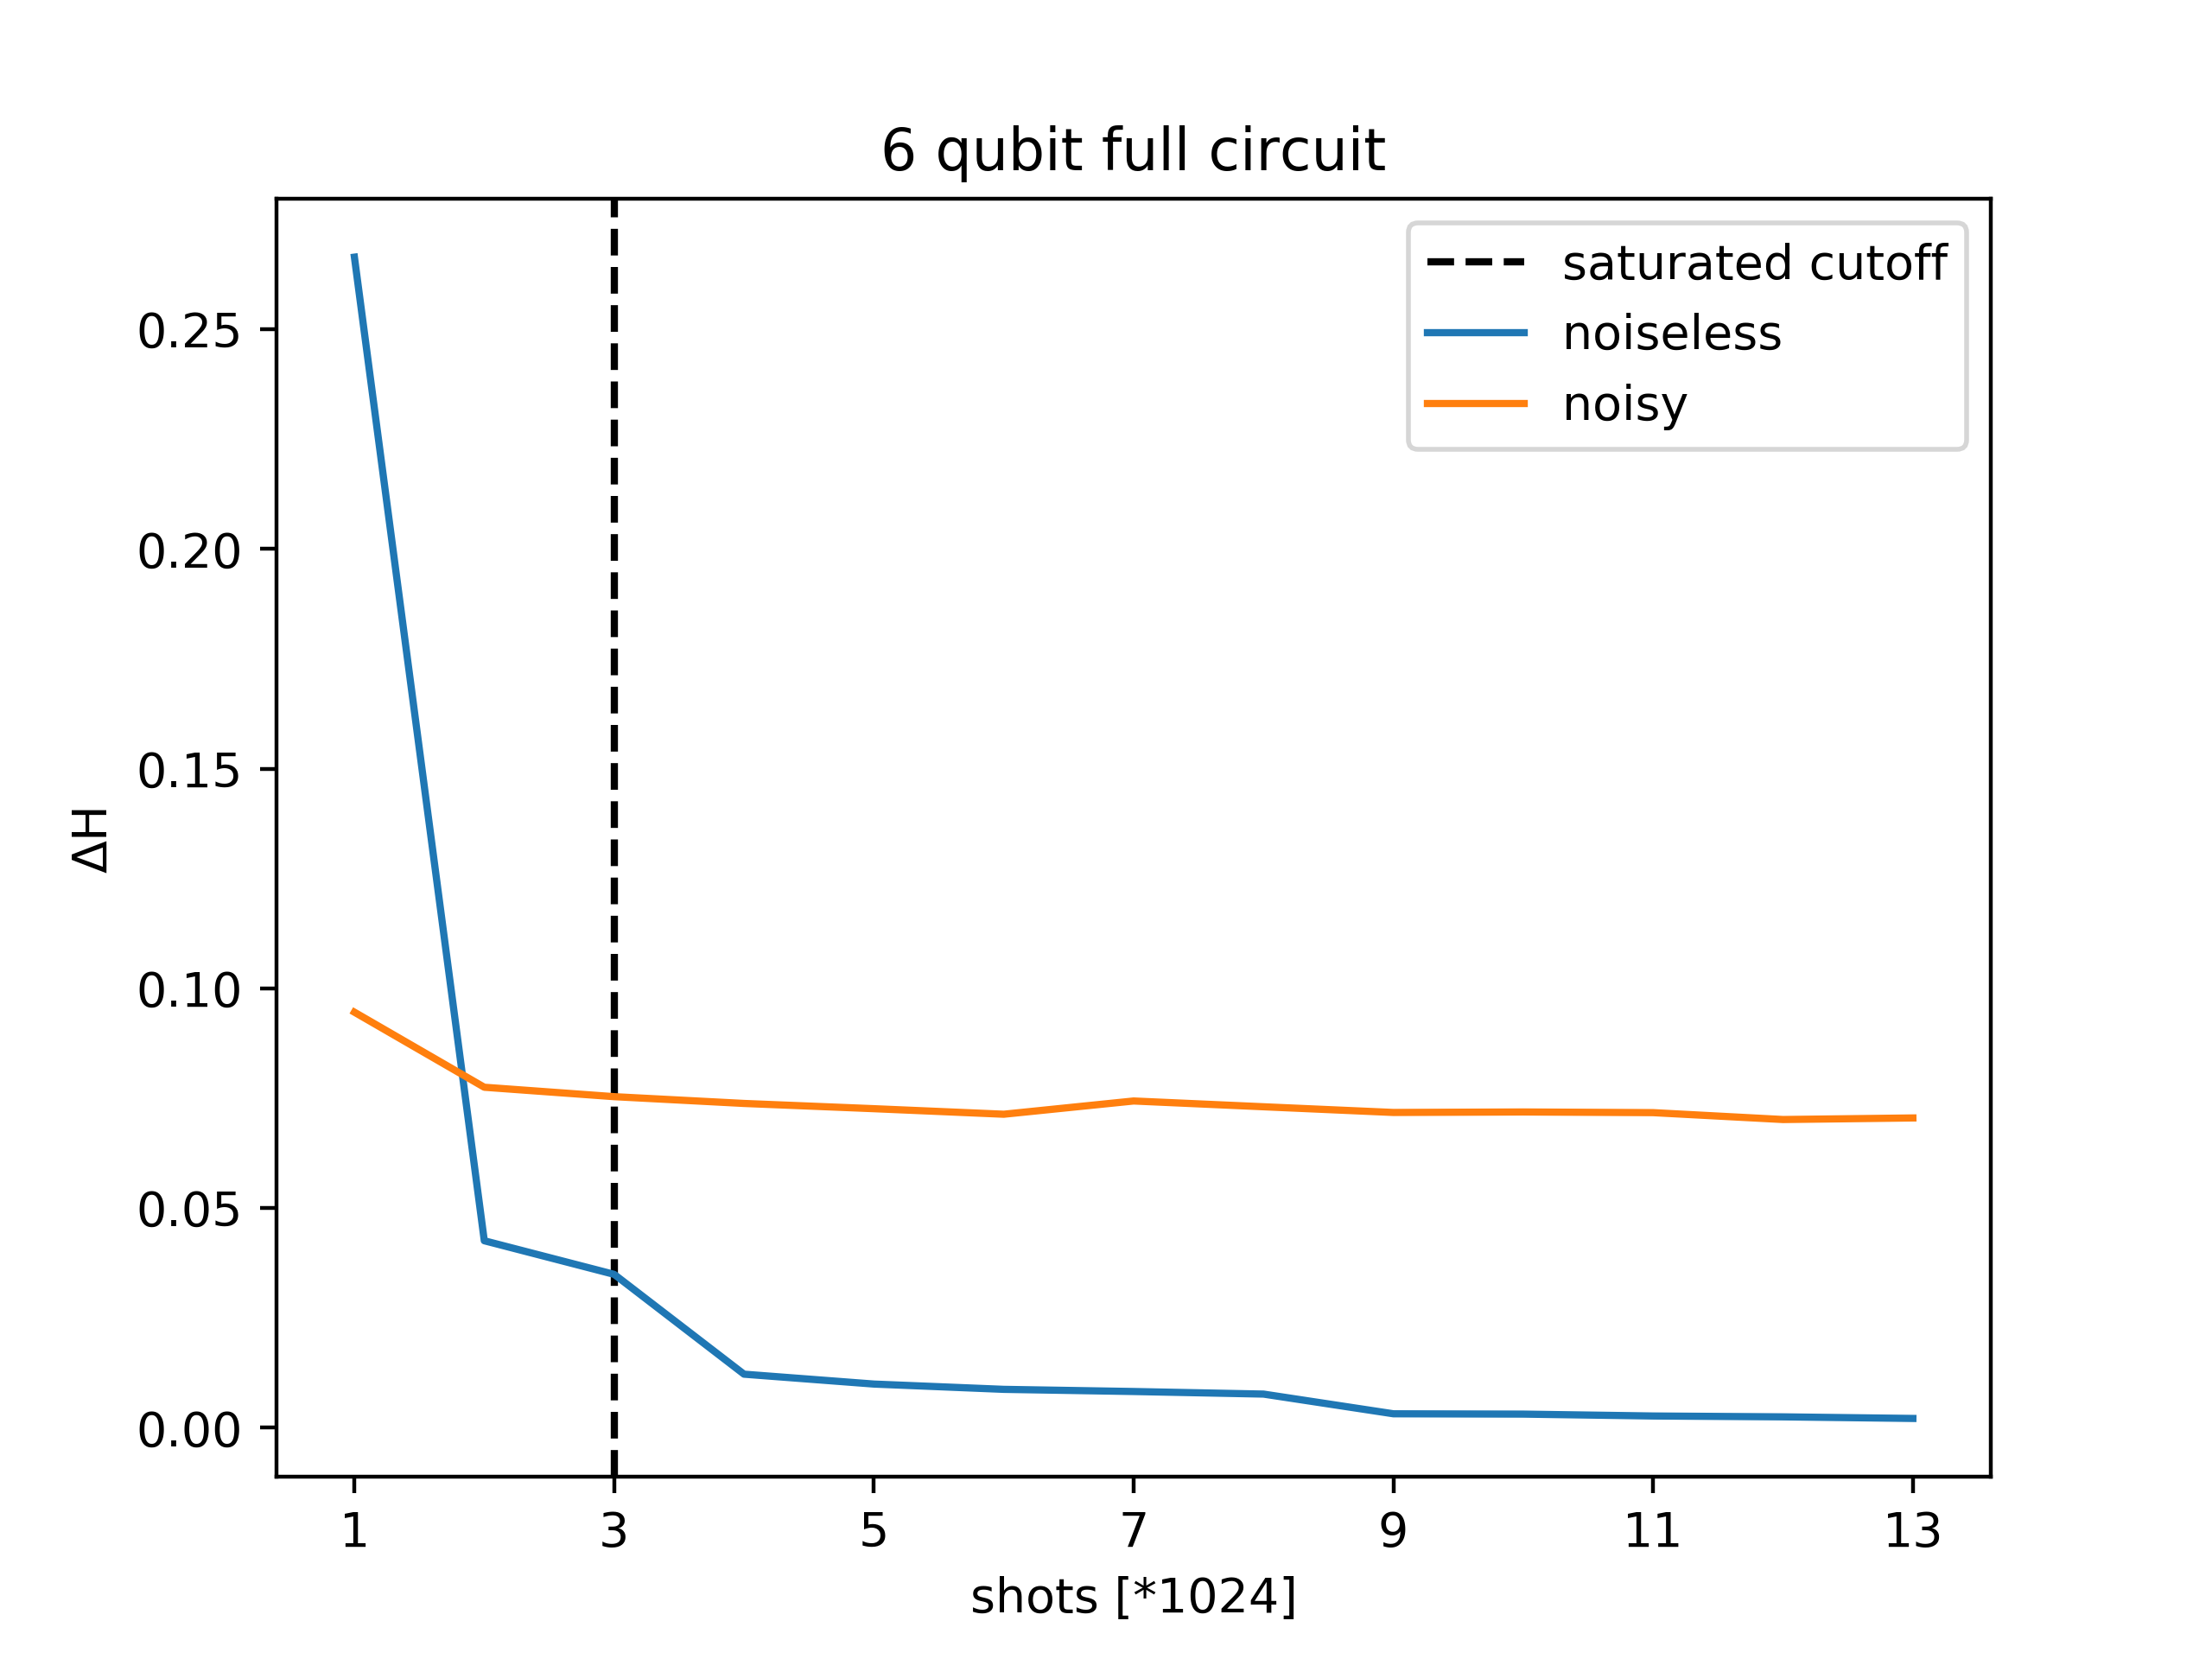 6 qubit full circuit
saturated cutoff
noiseless
noisy
0.25
0.20
0.15
0.10
0.05
0.00
ΔH
1 3 5 7 9 11 13
shots [*1024]